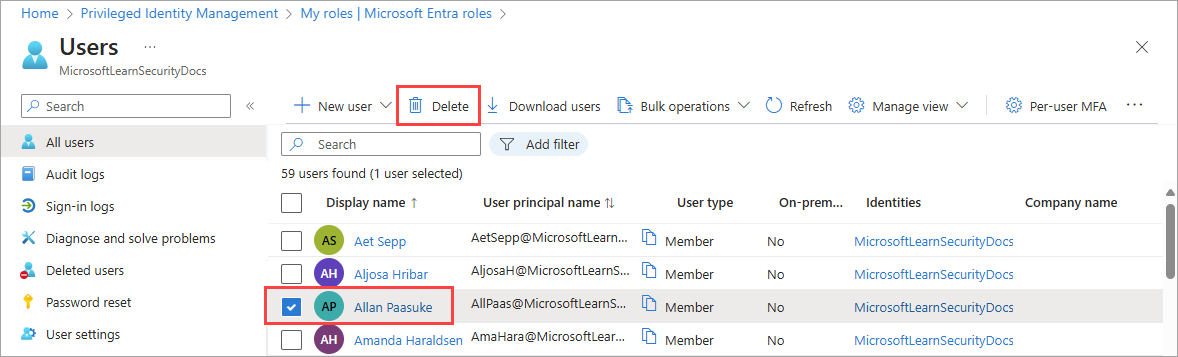 Home > Privileged Identity Management > My roles | Microsoft Entra roles >
Users ...
MicrosoftLearnSecurityDocs
Search «
New user Delete Download users Bulk operations Refresh Manage view Per-user MFA ...
All users
Audit logs
Sign-in logs
Diagnose and solve problems
Deleted users
Password reset
User settings
Search Add filter
59 users found (1 user selected)
Display name ↑ User principal name ↑↓ User type On-prem... Identities Company name
AS Aet Sepp AetSepp@MicrosoftLearn... Member No MicrosoftLearnSecurityDocs
AH Aljosa Hribar AljosaH@MicrosoftLearnS... Member No MicrosoftLearnSecurityDocs
AP Allan Paasuke AllPaas@MicrosoftLearnS... Member No MicrosoftLearnSecurityDocs
AH Amanda Haraldsen AmaHara@MicrosoftLear... Member No MicrosoftLearnSecurityDocs